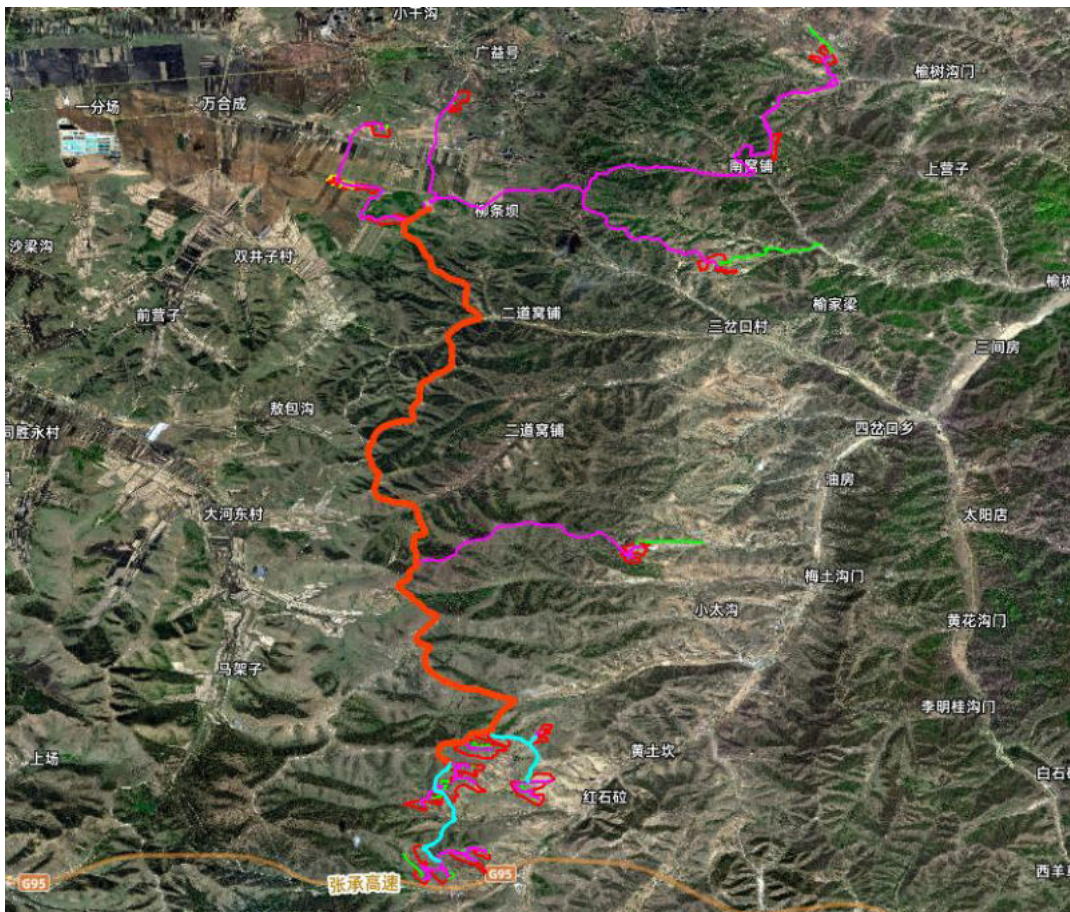 小干沟
广益号
榆树沟门
一分场
万合成
南窝铺
上营子
柳条坝
沙梁沟
双井子村
榆树
二道窝铺
榆家梁
前营子
三岔口村
三间房
敖包沟
二道窝铺
四岔口乡
司胜永村
油房
大河东村
太阳店
梅土沟门
小太沟
黄花沟门
马架子
季明桂沟门
上场
黄土坎
白石
红石砬
G95
张承高速
G95
西羊